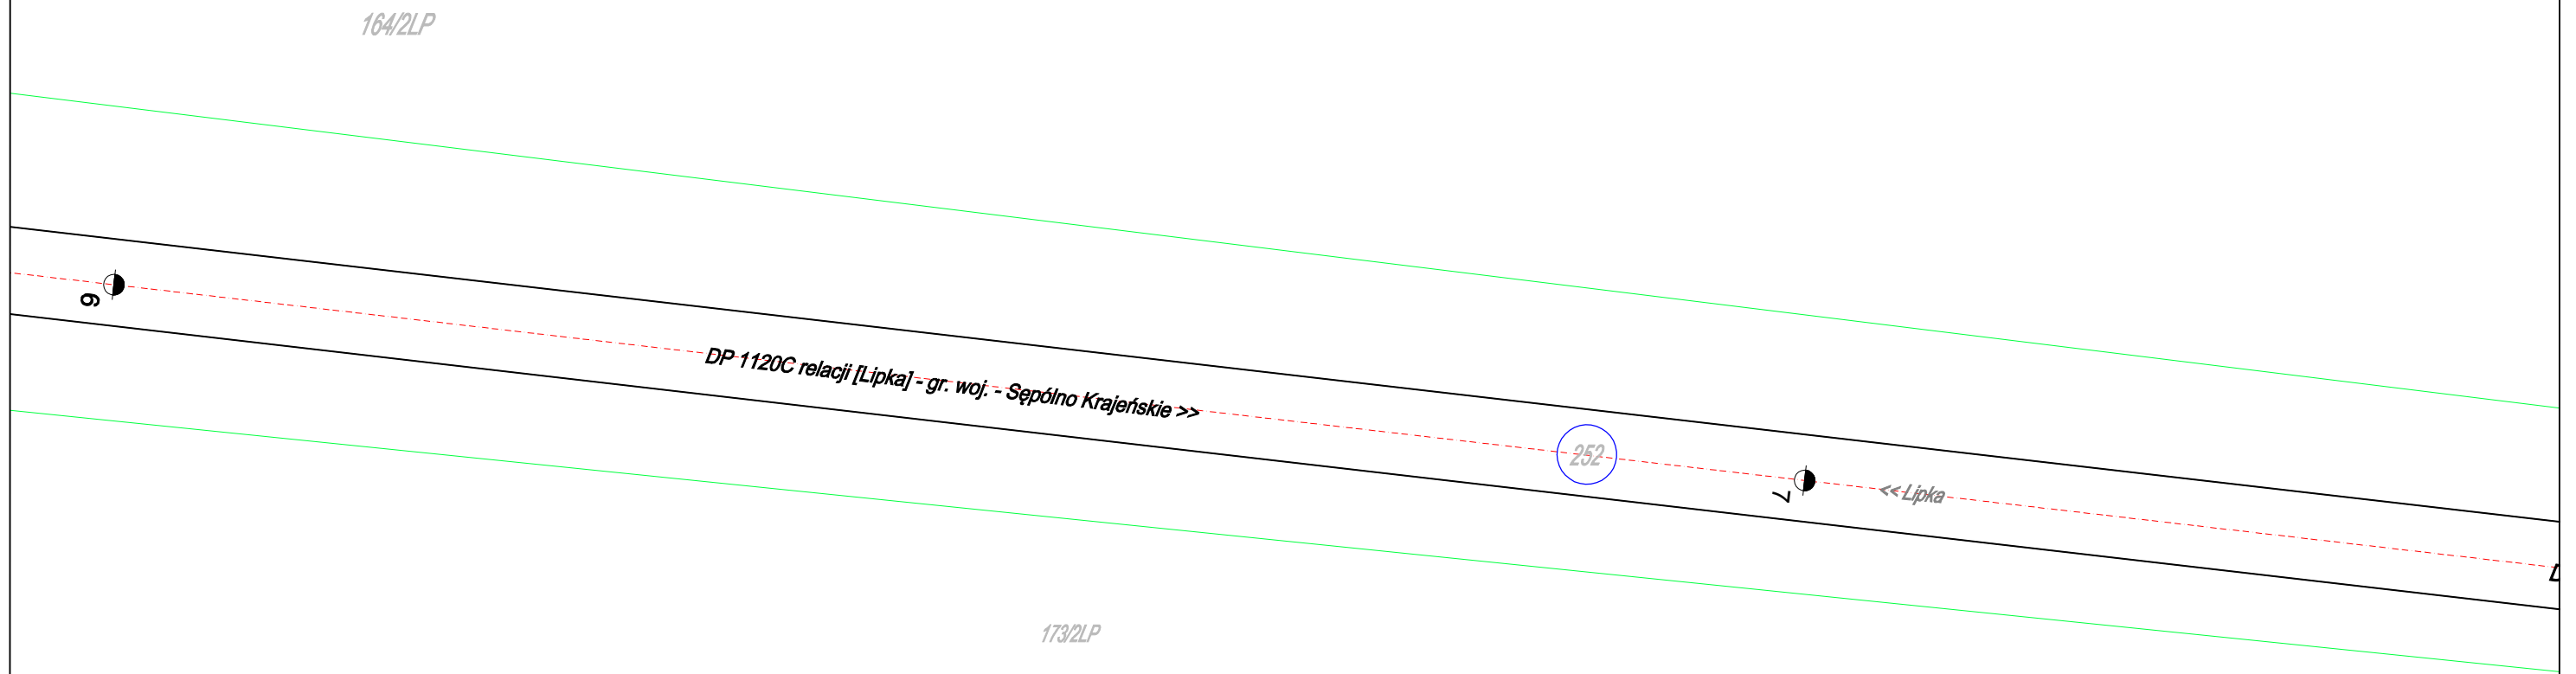 164/2LP
6
DP 1120C relacji [Lipka] - gr. woj. - Sępólno Krajeńskie >>
252
7
<< Lipka
D
173/2LP